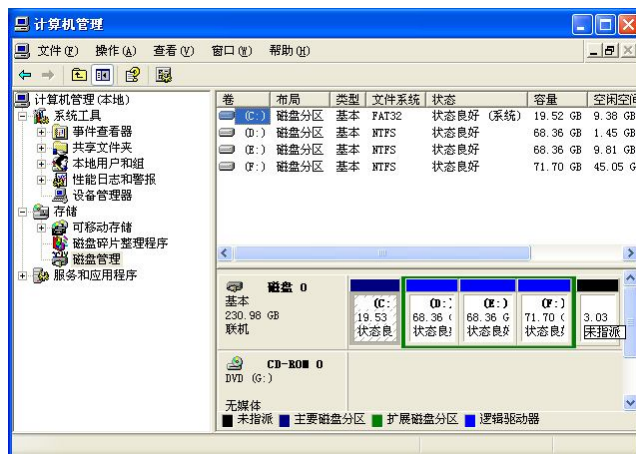 计算机管理
文件(F) 操作(A) 查看(V) 窗口(W) 帮助(H)
计算机管理(本地)
系统工具
事件查看器
共享文件夹
本地用户和组
性能日志和警报
设备管理器
存储
可移动存储
磁盘碎片整理程序
磁盘管理
服务和应用程序
卷 布局 类型 文件系统 状态 容量 空闲空间
(C:) 磁盘分区 基本 FAT32 状态良好 (系统) 19.52 GB 9.38 GB
(D:) 磁盘分区 基本 NTFS 状态良好 68.36 GB 1.45 GB
(E:) 磁盘分区 基本 NTFS 状态良好 68.36 GB 9.81 GB
(F:) 磁盘分区 基本 NTFS 状态良好 71.70 GB 45.05 G
磁盘 0
基本
230.98 GB
联机
(C: (D: (E:) (F:)
19.53 68.36 ( 68.36 G 71.70 ( 3.03
状态良 状态良 状态良好 状态良 未指派
CD-ROM 0
DVD (G:)
无媒体
未指派 主要磁盘分区 扩展磁盘分区 逻辑驱动器